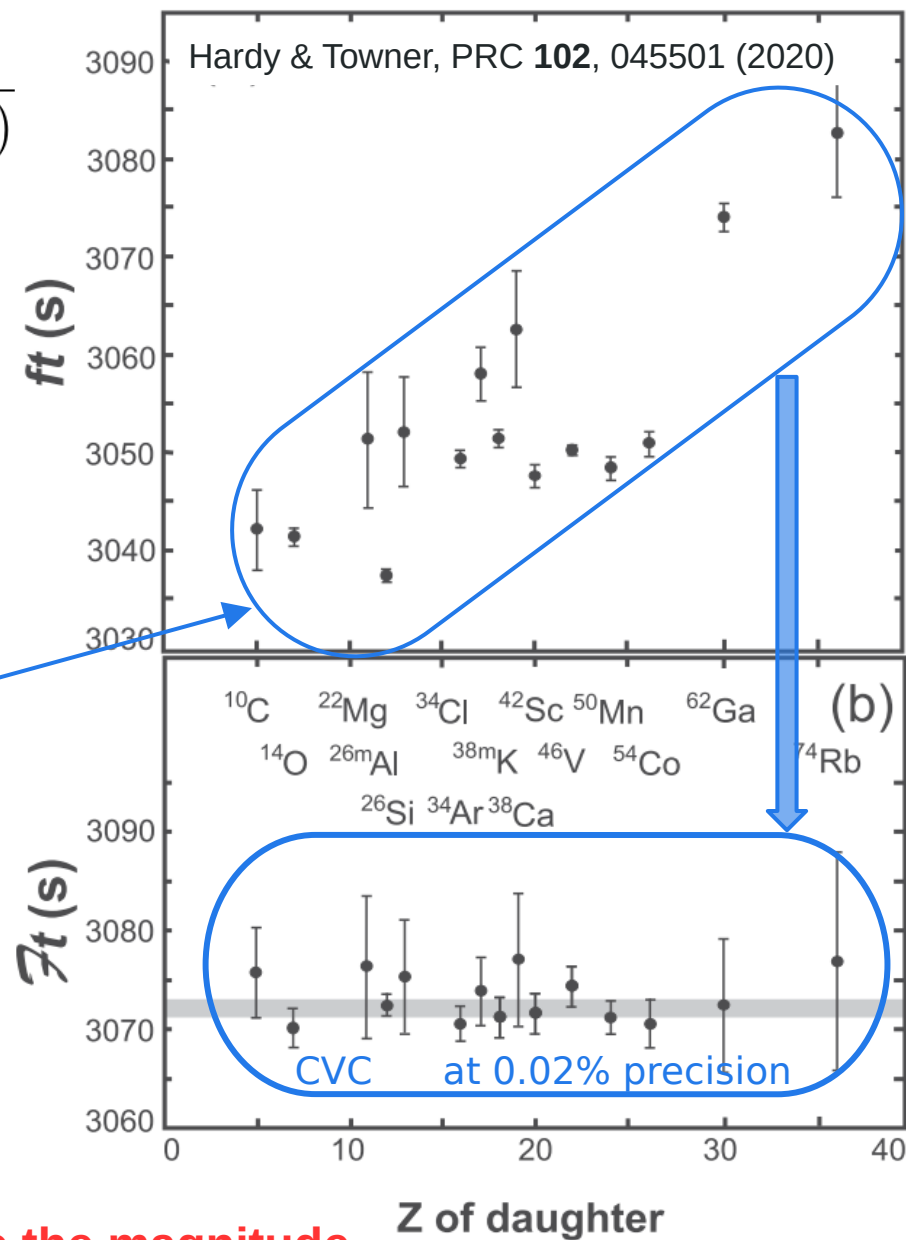 Hardy & Towner, PRC 102, 045501 (2020)
)
3090
3080
3070
3060
3050
3040
3030
ft (s)
(b)
¹⁰C ²²Mg ³⁴Cl ⁴²Sc ⁵⁰Mn ⁶²Ga
¹⁴O ²⁶ᵐAl ³⁸ᵐK ⁴⁶V ⁵⁴Co ⁷⁴Rb
²⁶Si ³⁴Ar ³⁸Ca
3090
3080
3070
3060
ℱt (s)
CVC at 0.02% precision
0 10 20 30 40
Z of daughter
the magnitude